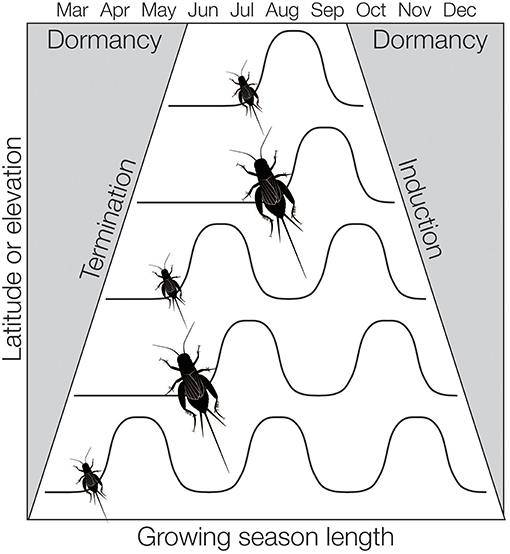 Mar Apr May Jun Jul Aug Sep Oct Nov Dec
Dormancy
Dormancy
Latitude or elevation
Termination
Induction
Growing season length